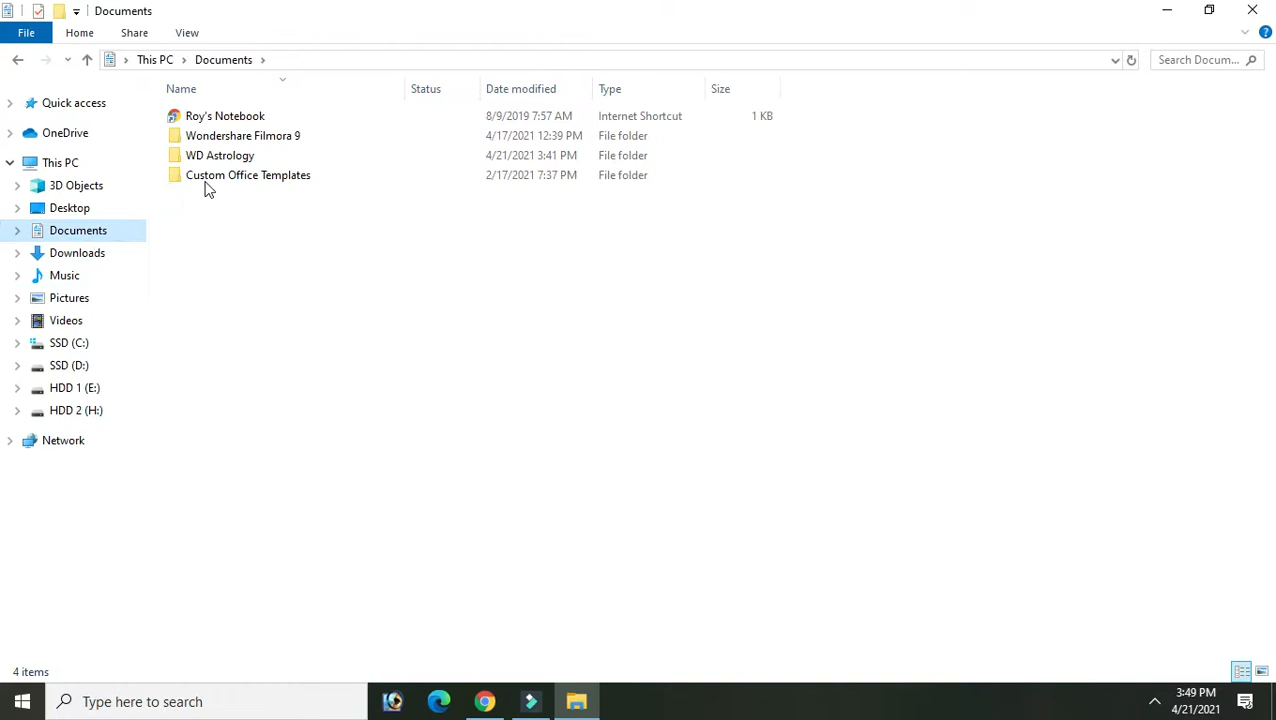 Documents
File Home Share View
This PC Documents Search Docum...
Name Status Date modified Type Size
Quick access
OneDrive
This PC
3D Objects
Desktop
Documents
Downloads
Music
Pictures
Videos
SSD (C:)
SSD (D:)
HDD 1 (E:)
HDD 2 (H:)
Network
Roy's Notebook 8/9/2019 7:57 AM Internet Shortcut 1 KB
Wondershare Filmora 9 4/17/2021 12:39 PM File folder
WD Astrology 4/21/2021 3:41 PM File folder
Custom Office Templates 2/17/2021 7:37 PM File folder
4 items
Type here to search
3:49 PM
4/21/2021